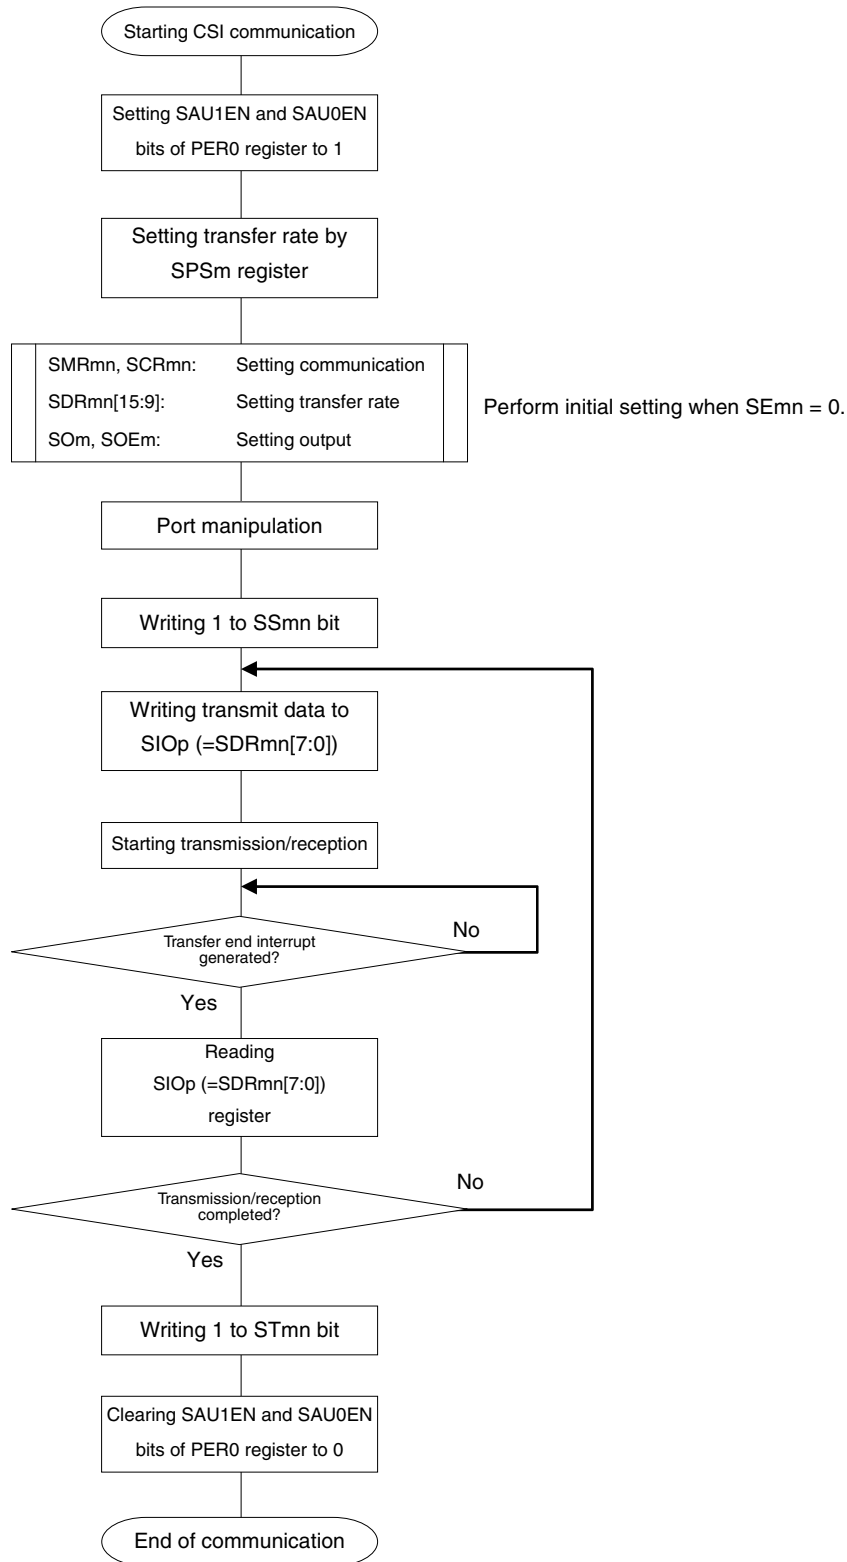 Starting CSI communication
Setting SAU1EN and SAU0EN
bits of PER0 register to 1
Setting transfer rate by
SPSm register
SMRmn, SCRmn: Setting communication
SDRmn[15:9]: Setting transfer rate
SOm, SOEm: Setting output
Perform initial setting when SEmn = 0.
Port manipulation
Writing 1 to SSmn bit
Writing transmit data to
SIOp (=SDRmn[7:0])
Starting transmission/reception
Transfer end interrupt
generated?
No
Yes
Reading
SIOp (=SDRmn[7:0])
register
Transmission/reception
completed?
No
Yes
Writing 1 to STmn bit
Clearing SAU1EN and SAU0EN
bits of PER0 register to 0
End of communication